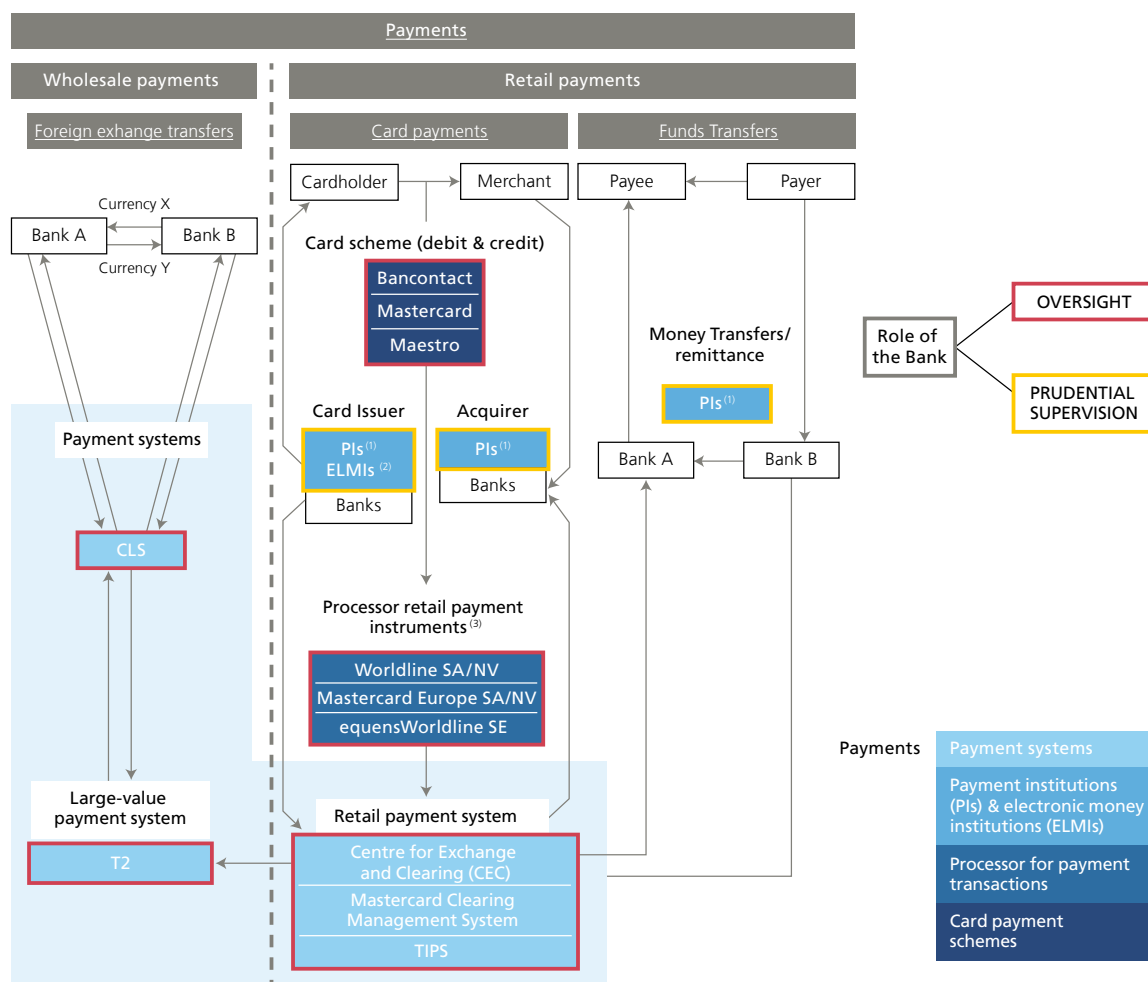 Payments
Wholesale payments
Retail payments
Foreign exhange transfers
Card payments
Funds Transfers
Cardholder
Merchant
Payee
Payer
Currency X
Bank A
Bank B
Currency Y
Card scheme (debit & credit)
Bancontact
Mastercard
Maestro
OVERSIGHT
Role of
the Bank
PRUDENTIAL
SUPERVISION
Money Transfers/
remittance
PIs (1)
Card Issuer
Acquirer
PIs (1)
ELMIs (2)
Banks
PIs (1)
Banks
Bank A
Bank B
Payment systems
CLS
Processor retail payment
instruments (3)
Worldline SA/NV
Mastercard Europe SA/NV
equensWorldline SE
Large-value
payment system
T2
Retail payment system
Centre for Exchange
and Clearing (CEC)
Mastercard Clearing
Management System
TIPS
Payments
Payment systems
Payment institutions
(PIs) & electronic money
institutions (ELMIs)
Processor for payment
transactions
Card payment
schemes